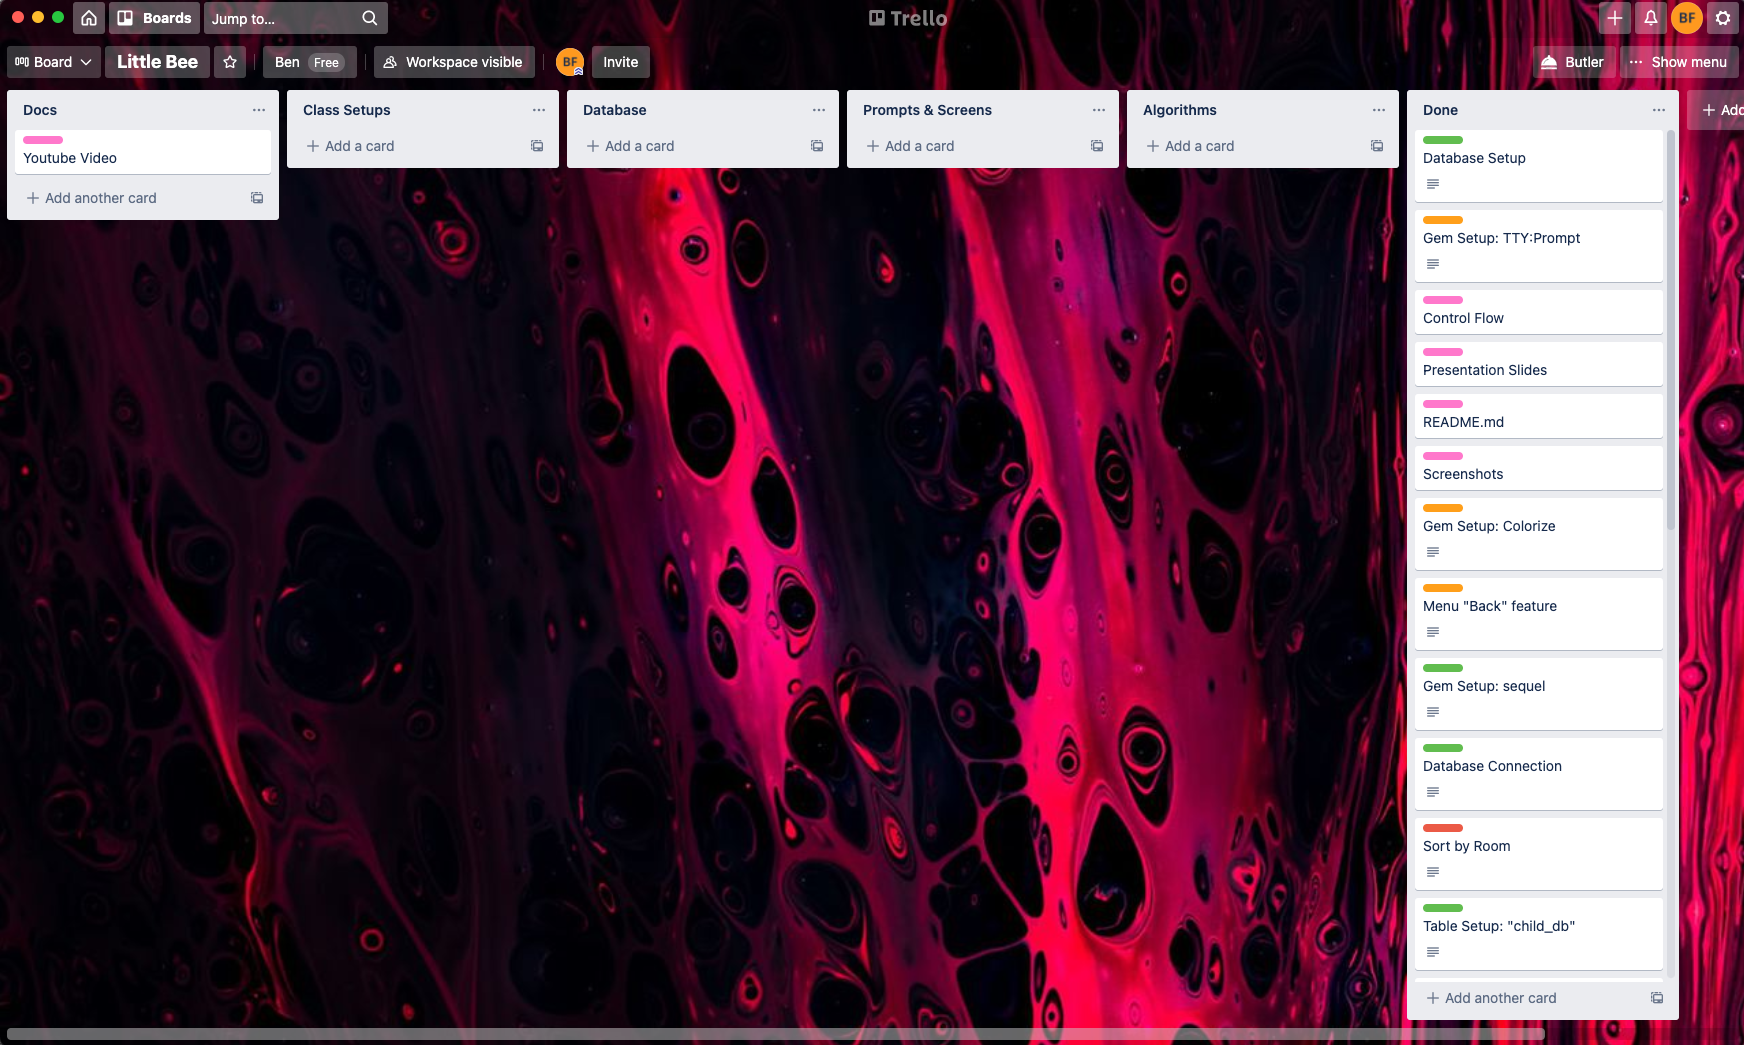 Boards
Jump to...
Trello
BF
Board
Little Bee
Ben Free
Workspace visible
BF
Invite
Butler
Show menu
Docs
Youtube Video
Add another card
Class Setups
Add a card
Database
Add a card
Prompts & Screens
Add a card
Algorithms
Add a card
Done
Database Setup
Gem Setup: TTY:Prompt
Control Flow
Presentation Slides
README.md
Screenshots
Gem Setup: Colorize
Menu "Back" feature
Gem Setup: sequel
Database Connection
Sort by Room
Table Setup: "child_db"
Add another card
Add